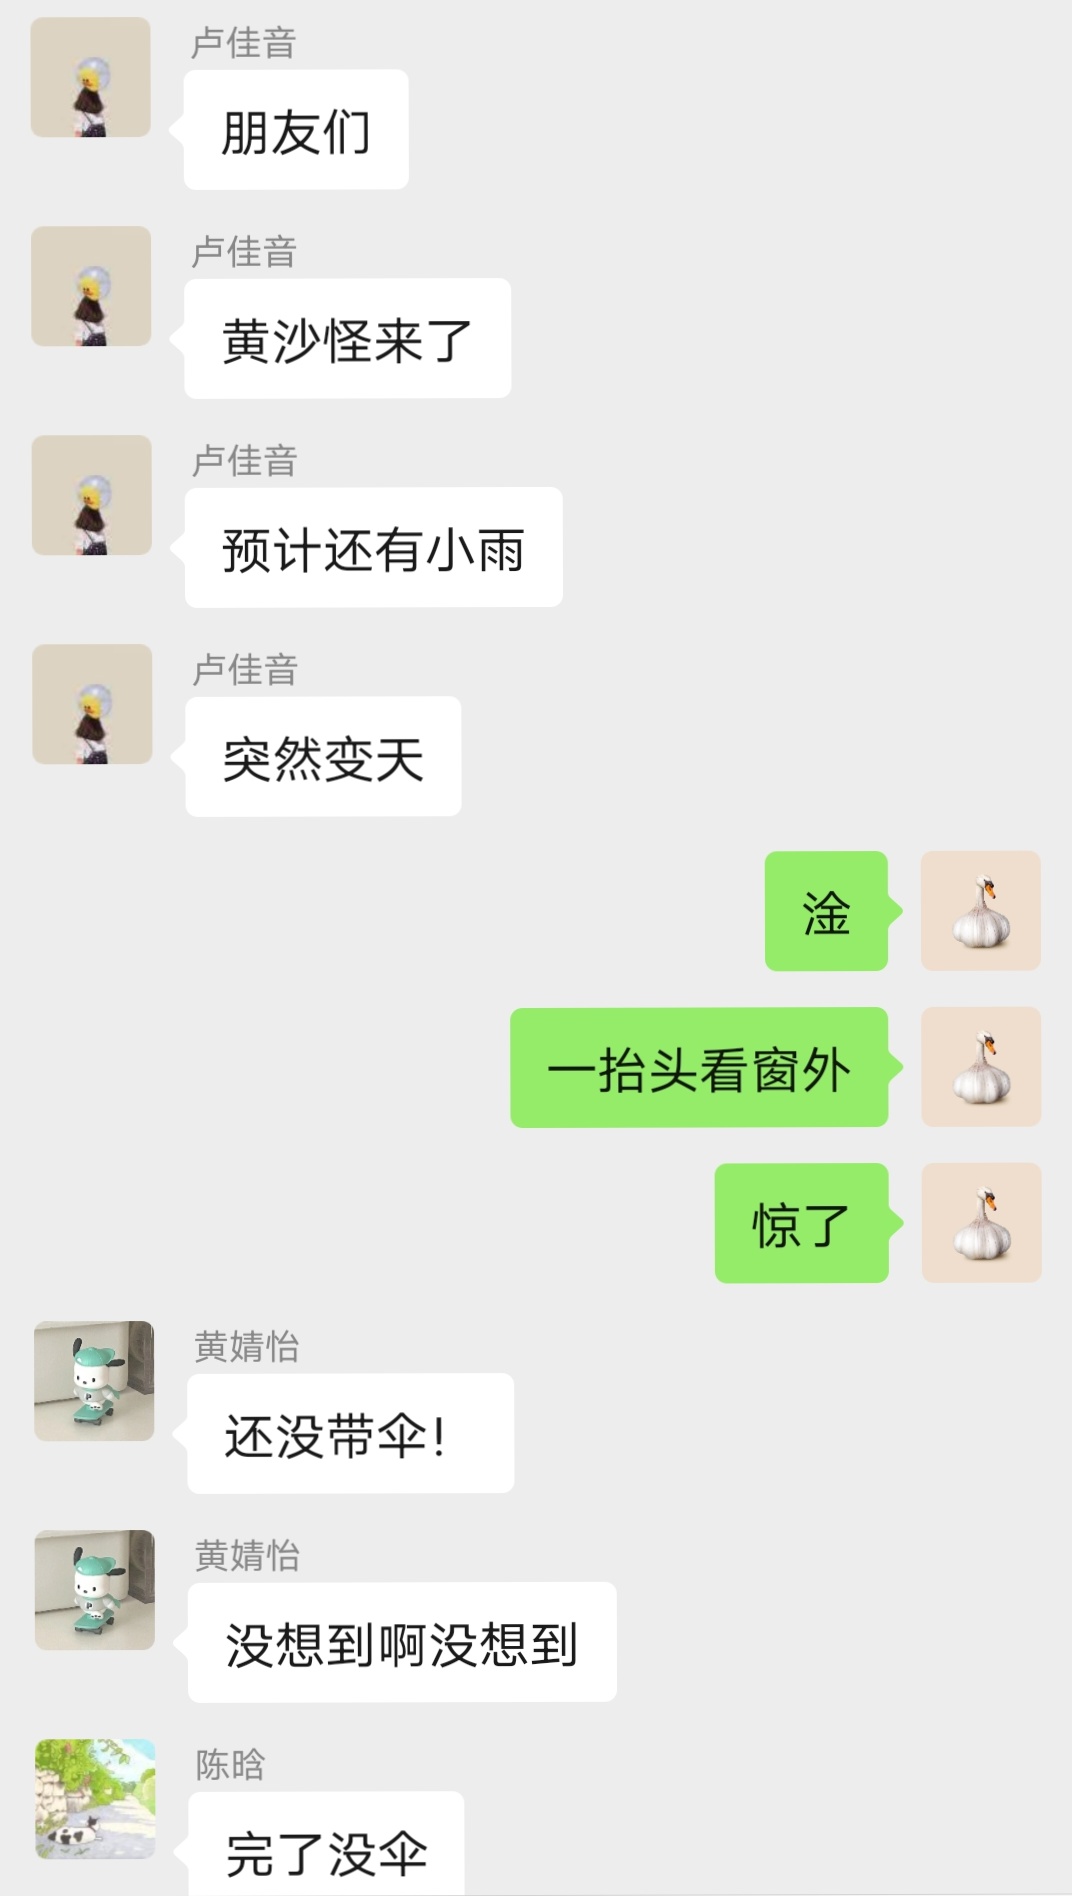 卢佳音
朋友们
卢佳音
黄沙怪来了
卢佳音
预计还有小雨
卢佳音
突然变天
淦
一抬头看窗外
惊了
黄婧怡
还没带伞！
黄婧怡
没想到啊没想到
陈晗
完了没伞